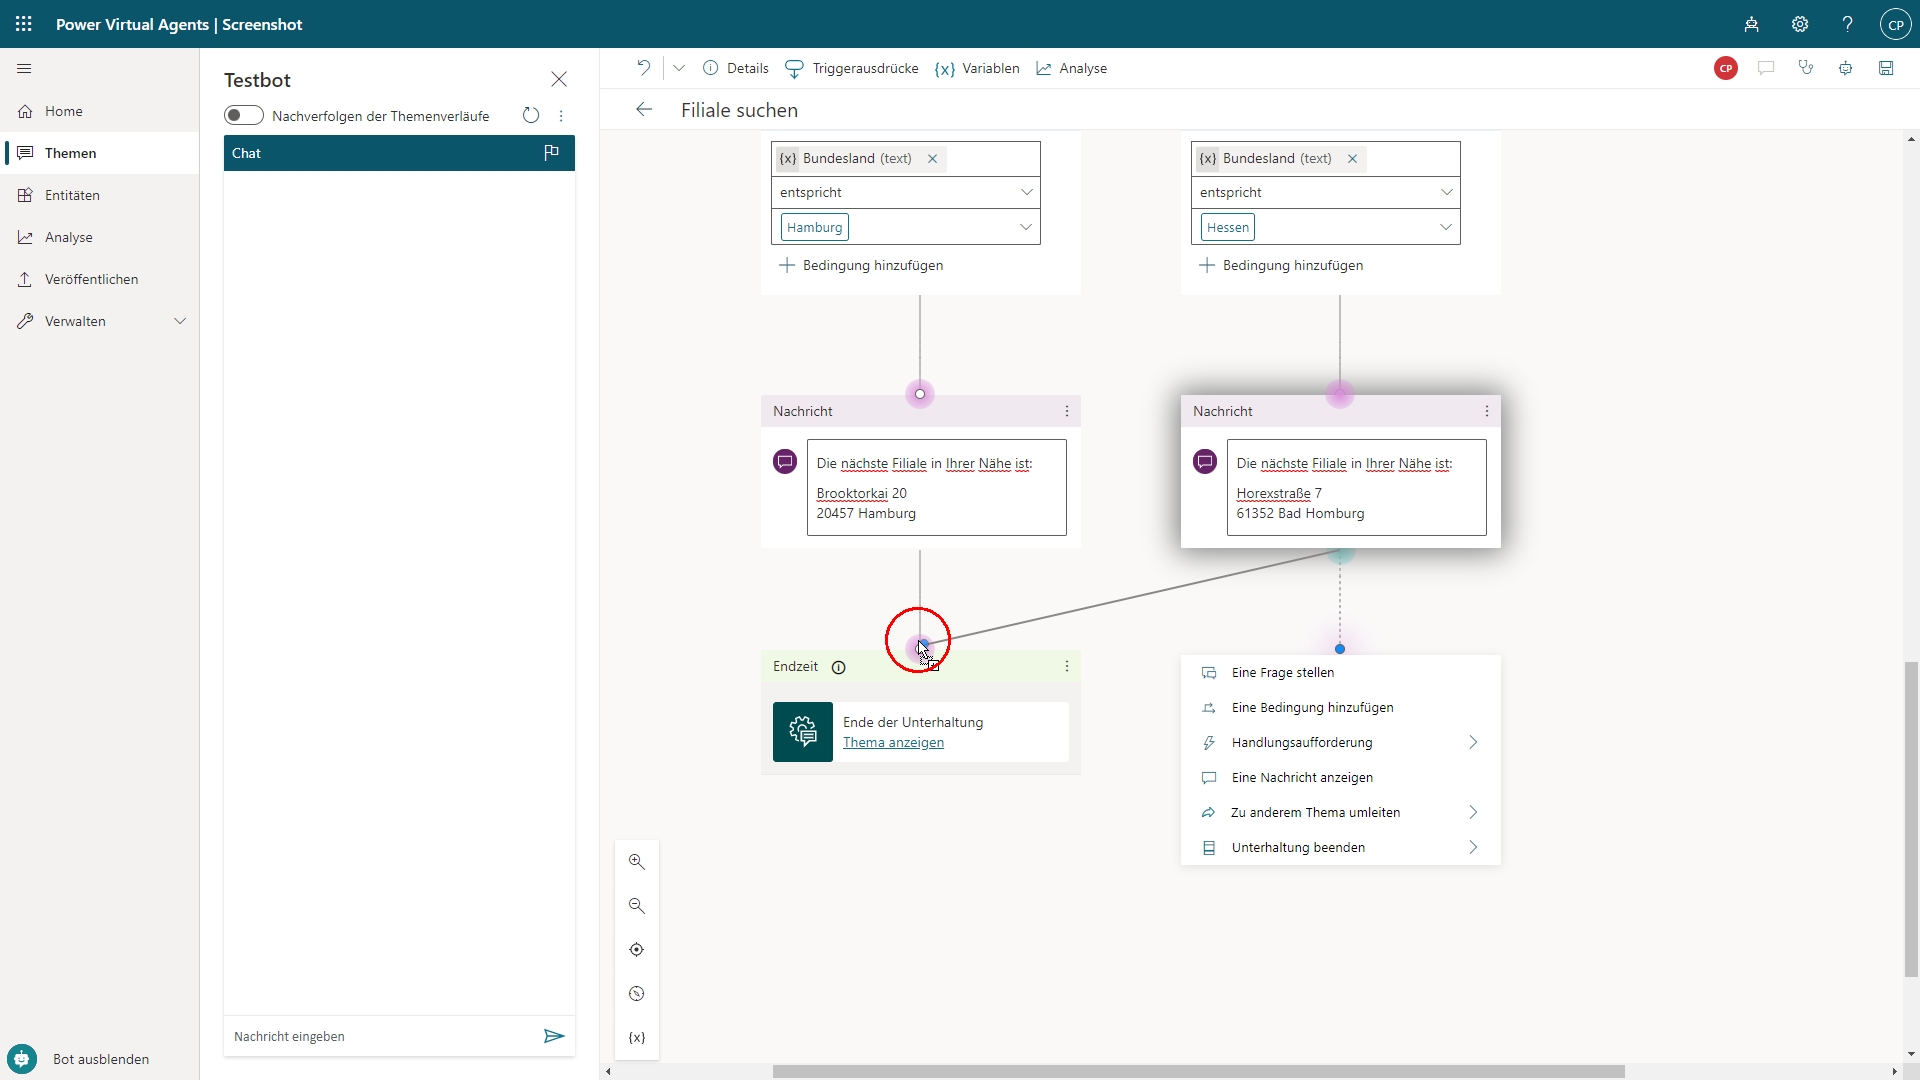 Power Virtual Agents | Screenshot
CP
Home
Themen
Entitäten
Analyse
Veröffentlichen
Verwalten
Bot ausblenden
Testbot
Nachverfolgen der Themenverläufe
Chat
Nachricht eingeben
Details
Triggerausdrücke
{x} Variablen
Analyse
CP
Filiale suchen
{x} Bundesland (text)
entspricht
Hamburg
Bedingung hinzufügen
{x} Bundesland (text)
entspricht
Hessen
Bedingung hinzufügen
Nachricht
Die nächste Filiale in Ihrer Nähe ist:
Brooktorkai 20
20457 Hamburg
Nachricht
Die nächste Filiale in Ihrer Nähe ist:
Horexstraße 7
61352 Bad Homburg
Endzeit
Ende der Unterhaltung
Thema anzeigen
Eine Frage stellen
Eine Bedingung hinzufügen
Handlungsaufforderung
Eine Nachricht anzeigen
Zu anderem Thema umleiten
Unterhaltung beenden
{x}